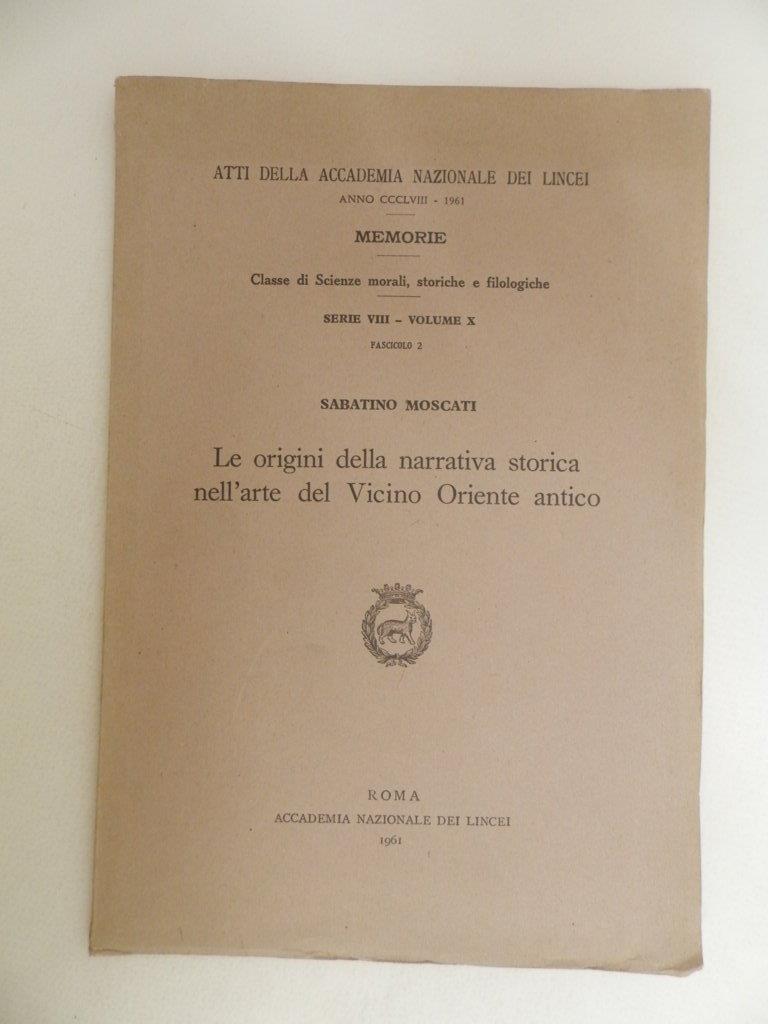 ATTI DELLA ACCADEMIA NAZIONALE DEI LINCEI
ANNO CCCLVIII - 1961
MEMORIE
Classe di Scienze morali, storiche e filologiche
SERIE VIII – VOLUME X
FASCICOLO 2
SABATINO MOSCATI
Le origini della narrativa storica
nell'arte del Vicino Oriente antico
ROMA
ACCADEMIA NAZIONALE DEI LINCEI
1961